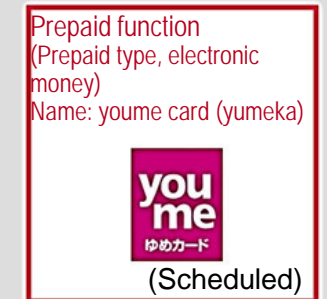 Prepaid function
(Prepaid type, electronic
money)
Name: youme card (yumeka)
you
me
ゆめカード
(Scheduled)